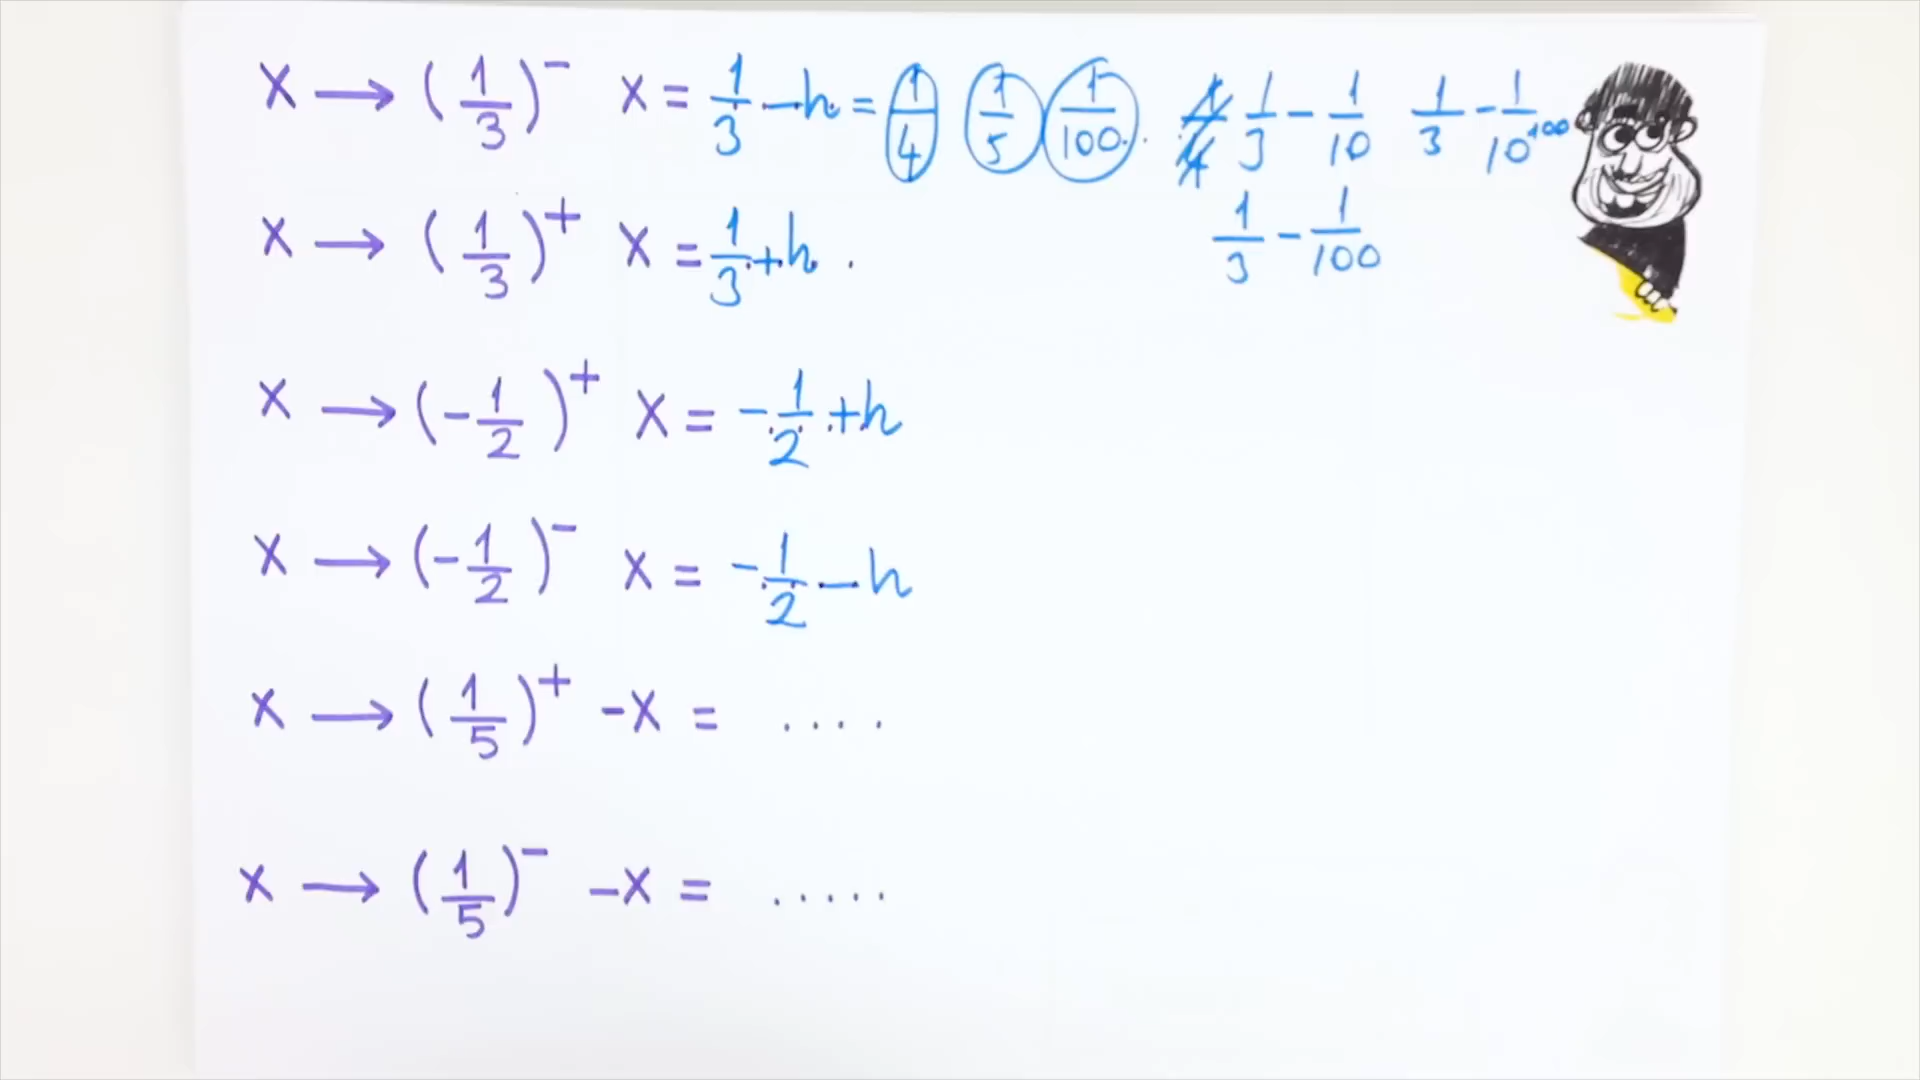 x → (1/3)⁻ x = 1/3 - h = 1/4 1/5 1/100 1/3 - 1/10 1/3 - 1/10¹⁰⁰
x → (1/3)⁺ x = 1/3 + h . 1/3 - 1/100
x → (-1/2)⁺ x = -1/2 + h
x → (-1/2)⁻ x = -1/2 - h
x → (1/5)⁺ -x = ....
x → (1/5)⁻ -x = .....